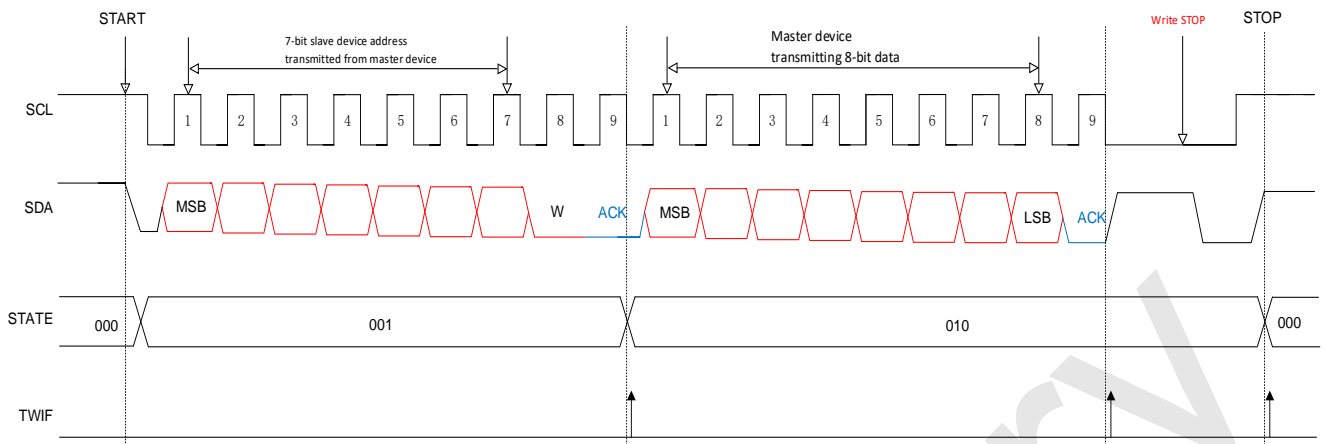 START
STOP
7-bit slave device address
transmitted from master device
Master device
transmitting 8-bit data
Write STOP
SCL
1 2 3 4 5 6 7 8 9 1 2 3 4 5 6 7 8 9
SDA
MSB W ACK MSB LSB ACK
STATE
000 001 010 000
TWIF